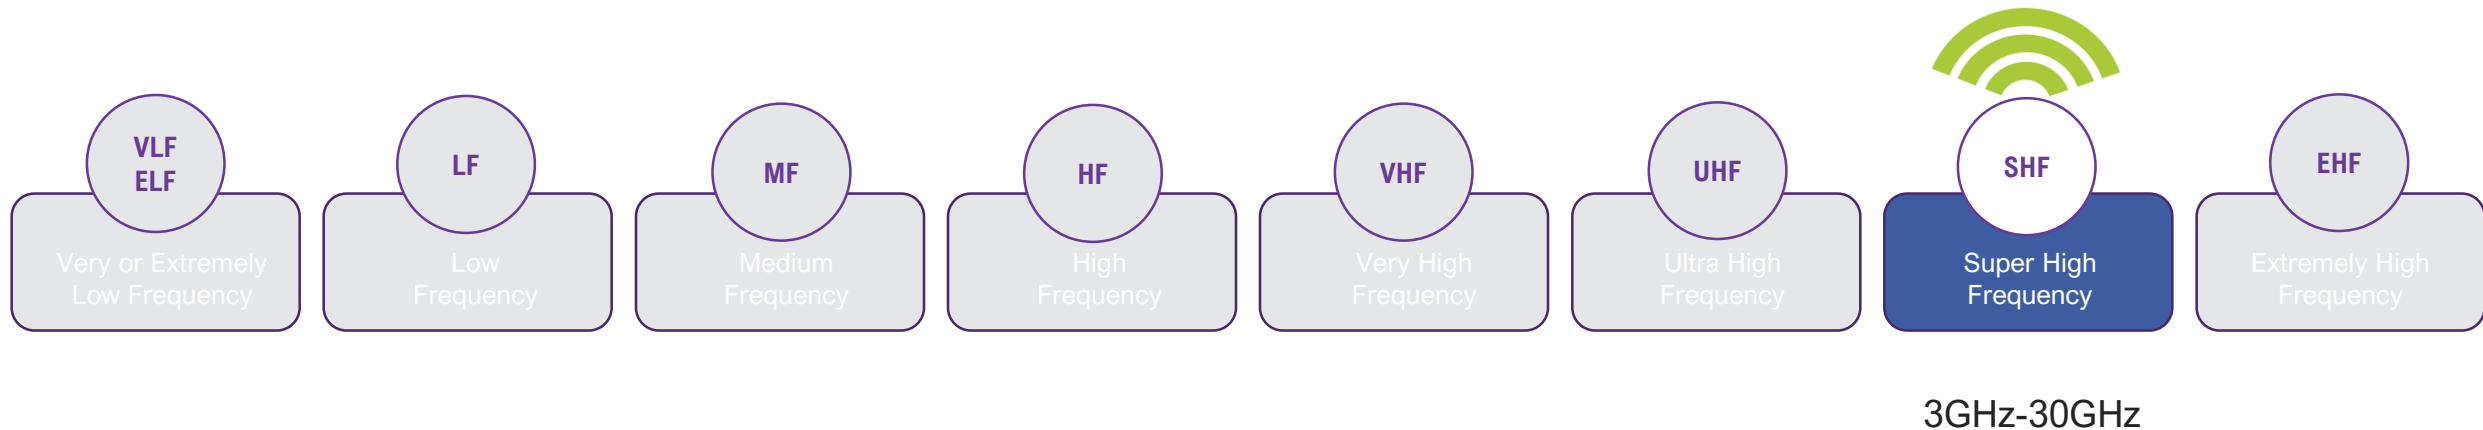 VLF
ELF
Very or Extremely
Low Frequency
LF
Low
Frequency
MF
Medium
Frequency
HF
High
Frequency
VHF
Very High
Frequency
UHF
Ultra High
Frequency
SHF
Super High
Frequency
EHF
Extremely High
Frequency
3GHz-30GHz